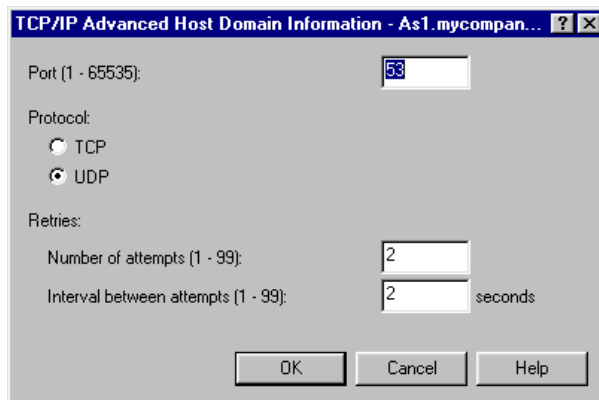 TCP/IP Advanced Host Domain Information - As1.mycompan... ? ×
Port (1 - 65535): 53
Protocol:
TCP
UDP
Retries:
Number of attempts (1 - 99): 2
Interval between attempts (1 - 99): 2 seconds
OK Cancel Help